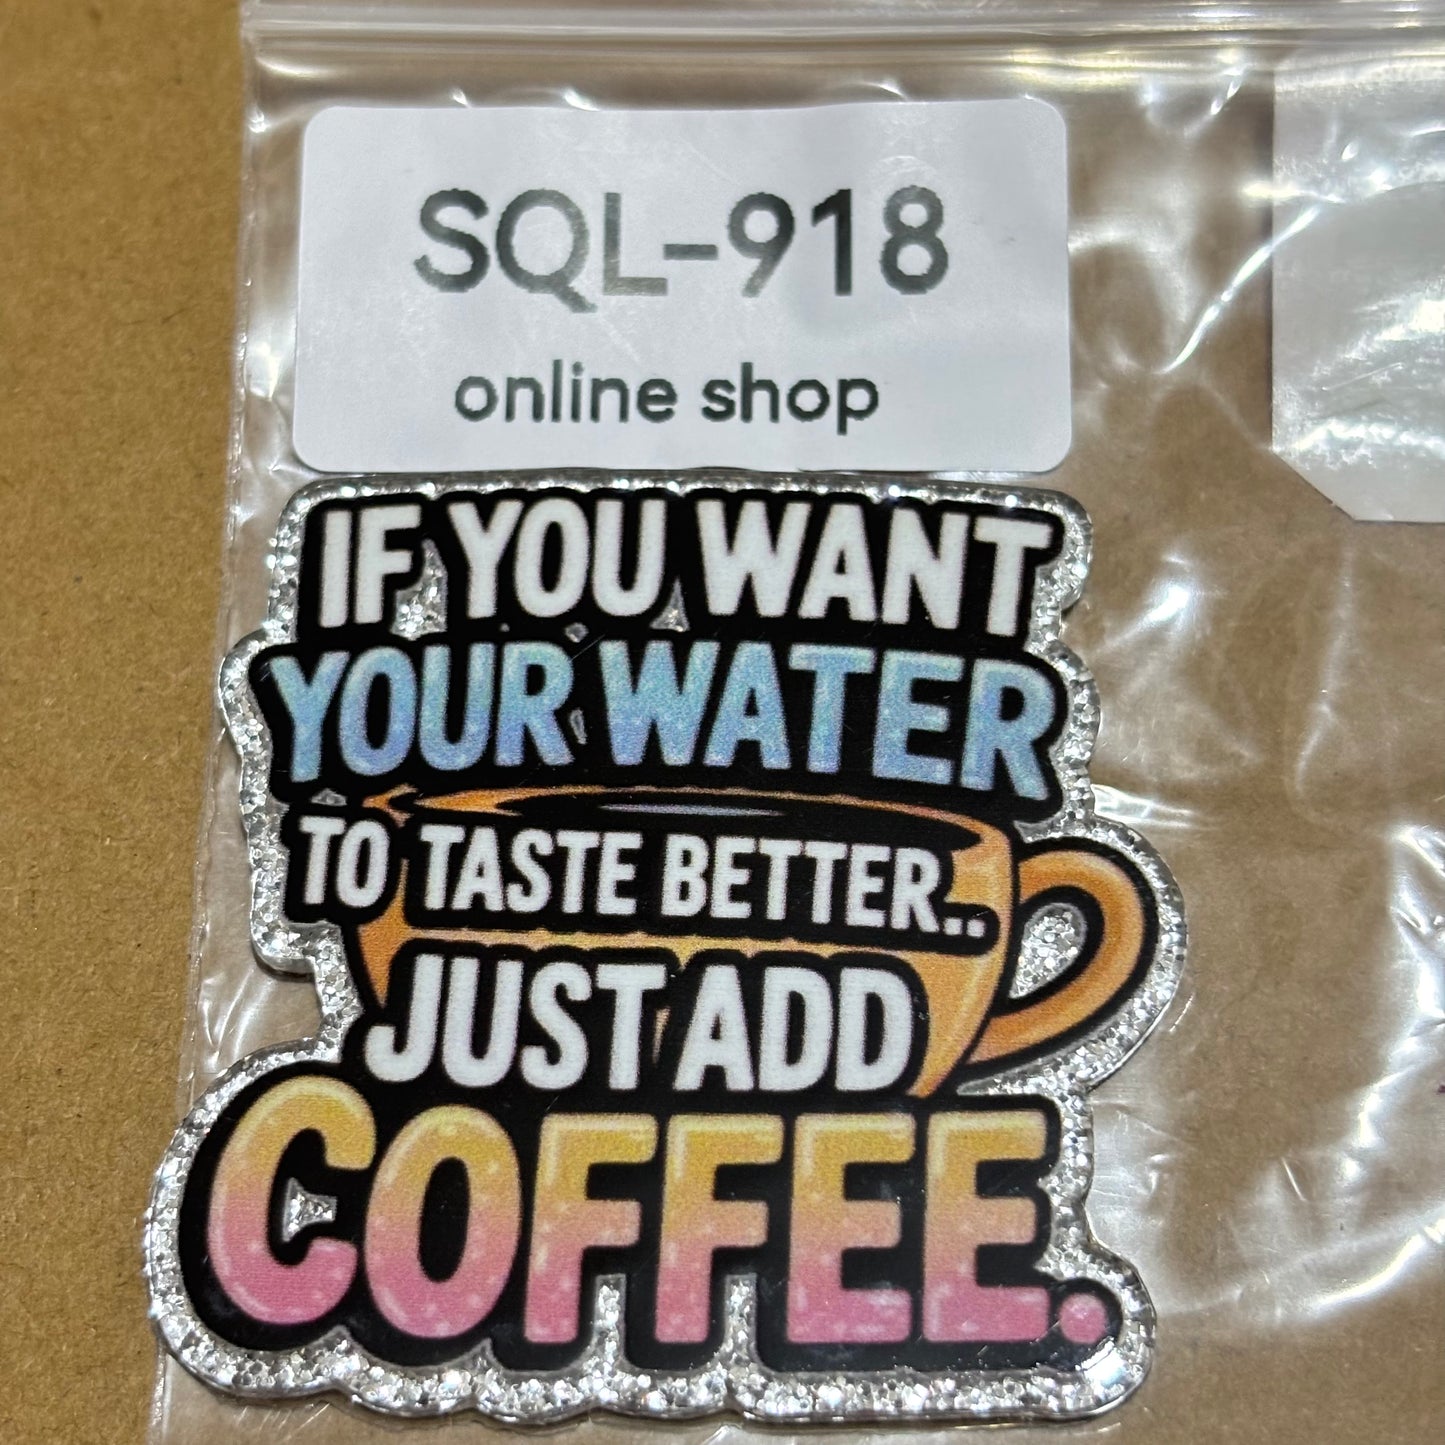 SQL-918
online shop
IF YOU WANT
YOUR WATER
TO TASTE BETTER..
JUST ADD
COFFEE.